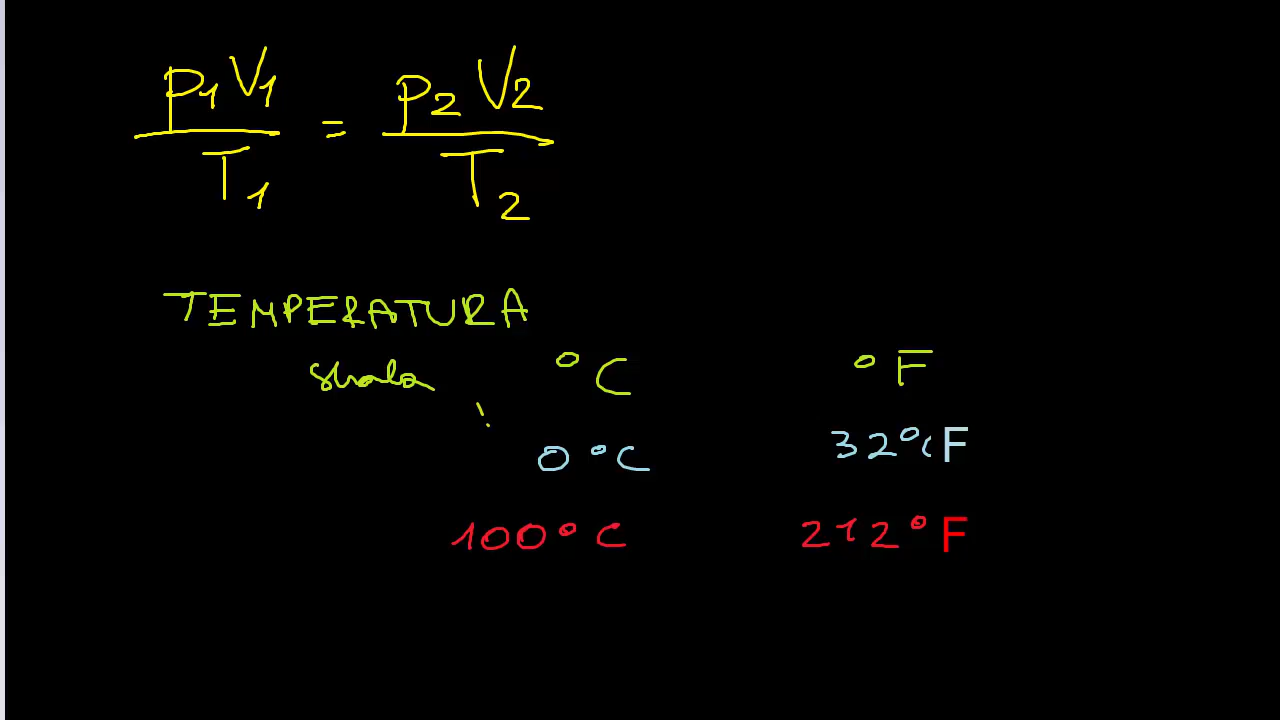 p₁V₁ / T₁ = p₂V₂ / T₂
TEMPERATURA
skala °C °F
0 °C 32°F
100°C 212°F